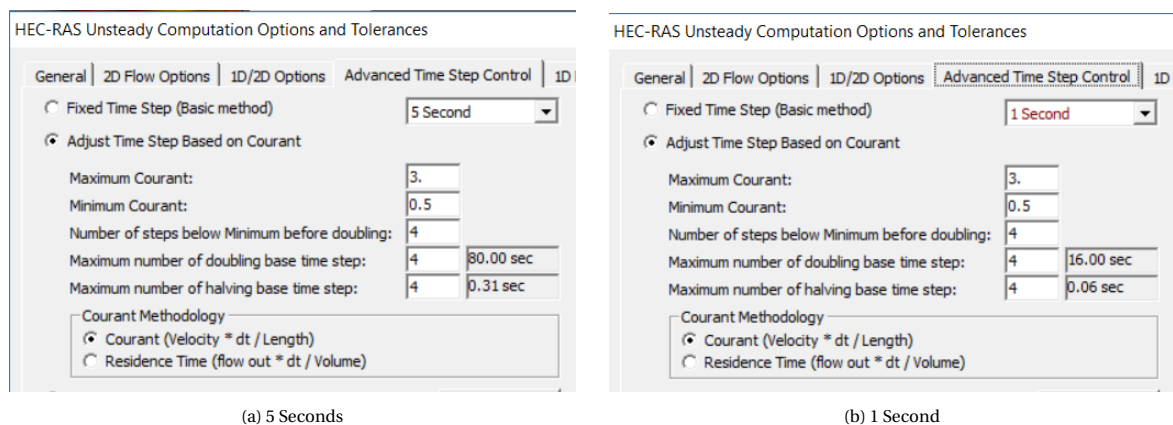 HEC-RAS Unsteady Computation Options and Tolerances
General 2D Flow Options 1D/2D Options Advanced Time Step Control 1D
Fixed Time Step (Basic method) 5 Second
Adjust Time Step Based on Courant
Maximum Courant: 3.
Minimum Courant: 0.5
Number of steps below Minimum before doubling: 4
Maximum number of doubling base time step: 4 80.00 sec
Maximum number of halving base time step: 4 0.31 sec
Courant Methodology
Courant (Velocity * dt / Length)
Residence Time (flow out * dt / Volume)
(a) 5 Seconds
HEC-RAS Unsteady Computation Options and Tolerances
General 2D Flow Options 1D/2D Options Advanced Time Step Control 1D
Fixed Time Step (Basic method) 1 Second
Adjust Time Step Based on Courant
Maximum Courant: 3.
Minimum Courant: 0.5
Number of steps below Minimum before doubling: 4
Maximum number of doubling base time step: 4 16.00 sec
Maximum number of halving base time step: 4 0.06 sec
Courant Methodology
Courant (Velocity * dt / Length)
Residence Time (flow out * dt / Volume)
(b) 1 Second